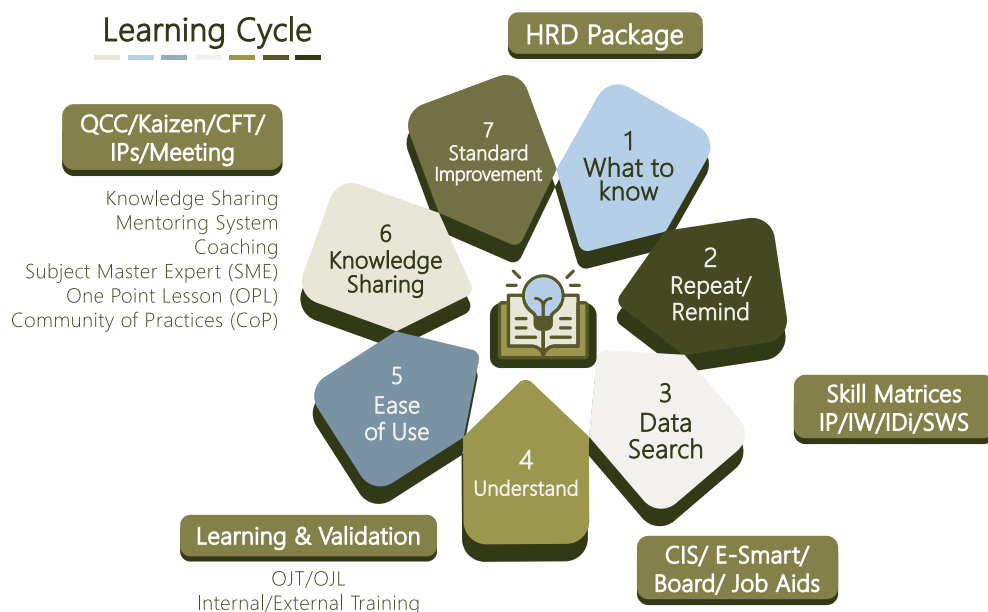 Learning Cycle
HRD Package
QCC/Kaizen/CFT/
IPs/Meeting
Knowledge Sharing
Mentoring System
Coaching
Subject Master Expert (SME)
One Point Lesson (OPL)
Community of Practices (CoP)
1
What to
know
2
Repeat/
Remind
3
Data
Search
4
Understand
5
Ease
of Use
6
Knowledge
Sharing
7
Standard
Improvement
Skill Matrices
IP/IW/IDi/SWS
CIS/ E-Smart/
Board/ Job Aids
Learning & Validation
OJT/OJL
Internal/External Training